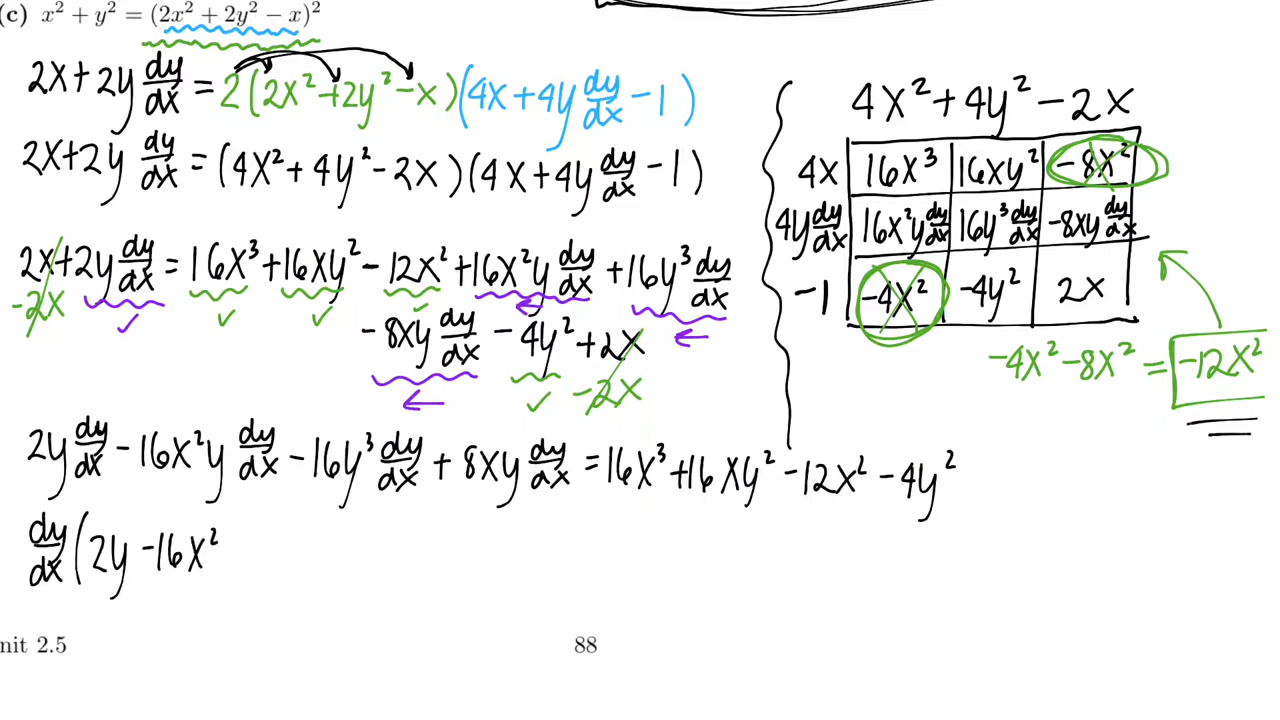 (c) x² + y² = (2x² + 2y² − x)²
2x + 2y dy/dx = 2(2x² + 2y² − x)(4x + 4y dy/dx − 1)
2x + 2y dy/dx = (4x² + 4y² − 2x)(4x + 4y dy/dx − 1)
2x + 2y dy/dx = 16x³ + 16xy² − 12x² + 16x²y dy/dx + 16y³ dy/dx
−2x
− 8xy dy/dx − 4y² + 2x
−2x
2y dy/dx − 16x²y dy/dx − 16y³ dy/dx + 8xy dy/dx = 16x³ + 16xy² − 12x² − 4y²
dy/dx (2y − 16x²
4x² + 4y² − 2x
4x 16x³ 16xy² −8x²
4y dy/dx 16x²y dy/dx 16y³ dy/dx −8xy dy/dx
−1 −4x² −4y² 2x
−4x² − 8x² = −12x²
nit 2.5 88